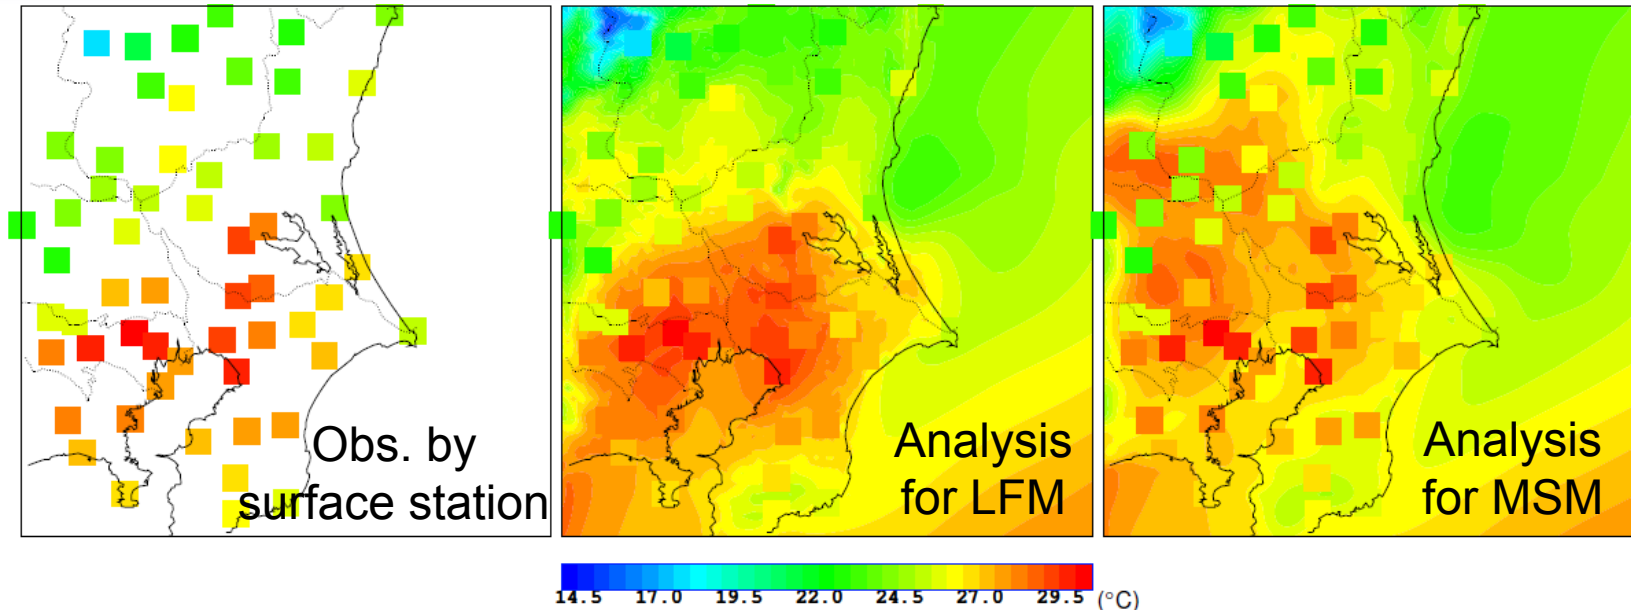 Obs. by
surface station
Analysis
for LFM
Analysis
for MSM
14.5 17.0 19.5 22.0 24.5 27.0 29.5 (°C)